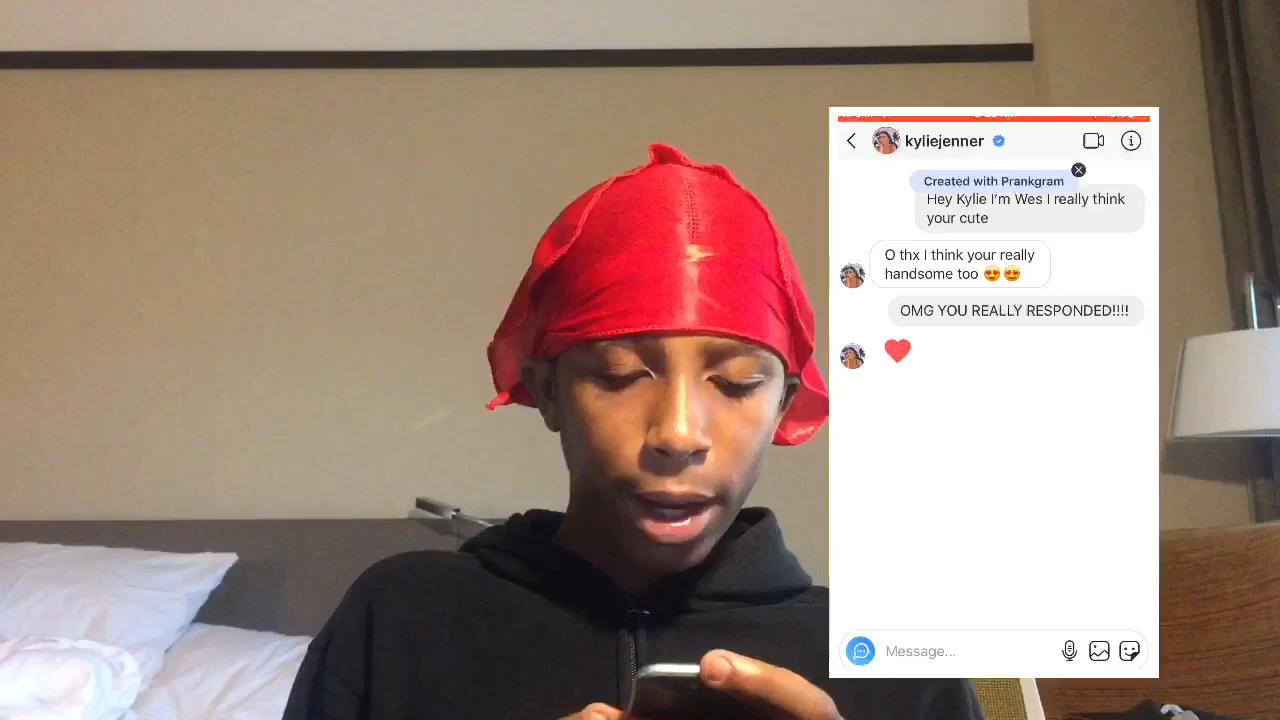 kyliejenner
Created with Prankgram
Hey Kylie I'm Wes I really think
your cute
O thx I think your really
handsome too 😍 😍
OMG YOU REALLY RESPONDED!!!!
Message...